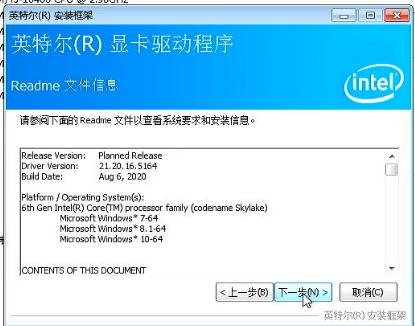 英特尔(R) 安装框架
英特尔(R) 显卡驱动程序
Readme 文件信息
intel
请参阅下面的 Readme 文件以查看系统要求和安装信息。
Release Version: Planned Release
Driver Version: 21.20.16.5164
Build Date: Aug 6, 2020
Platform / Operating System(s):
6th Gen Intel(R) Core(TM) processor family (codename Skylake)
Microsoft Windows* 7-64
Microsoft Windows* 8.1-64
Microsoft Windows* 10-64
CONTENTS OF THIS DOCUMENT
< 上一步(B) 下一步(N) > 取消(C)
英特尔(R) 安装框架